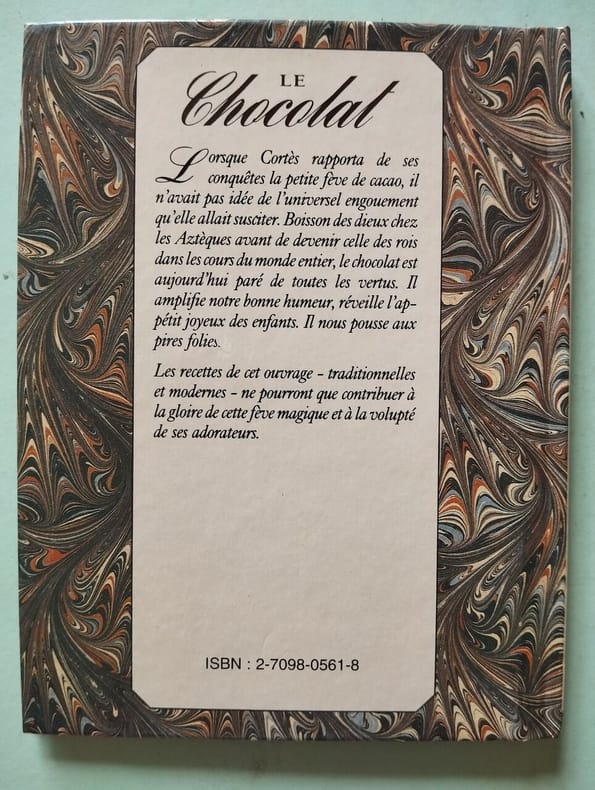 LE
Chocolat
Lorsque Cortès rapporta de ses
conquêtes la petite fève de cacao, il
n'avait pas idée de l'universel engouement
qu'elle allait susciter. Boisson des dieux chez
les Aztèques avant de devenir celle des rois
dans les cours du monde entier, le chocolat est
aujourd'hui paré de toutes les vertus. Il
amplifie notre bonne humeur, réveille l'ap-
pétit joyeux des enfants. Il nous pousse aux
pires folies.
Les recettes de cet ouvrage – traditionnelles
et modernes – ne pourront que contribuer à
la gloire de cette fève magique et à la volupté
de ses adorateurs.
ISBN : 2-7098-0561-8